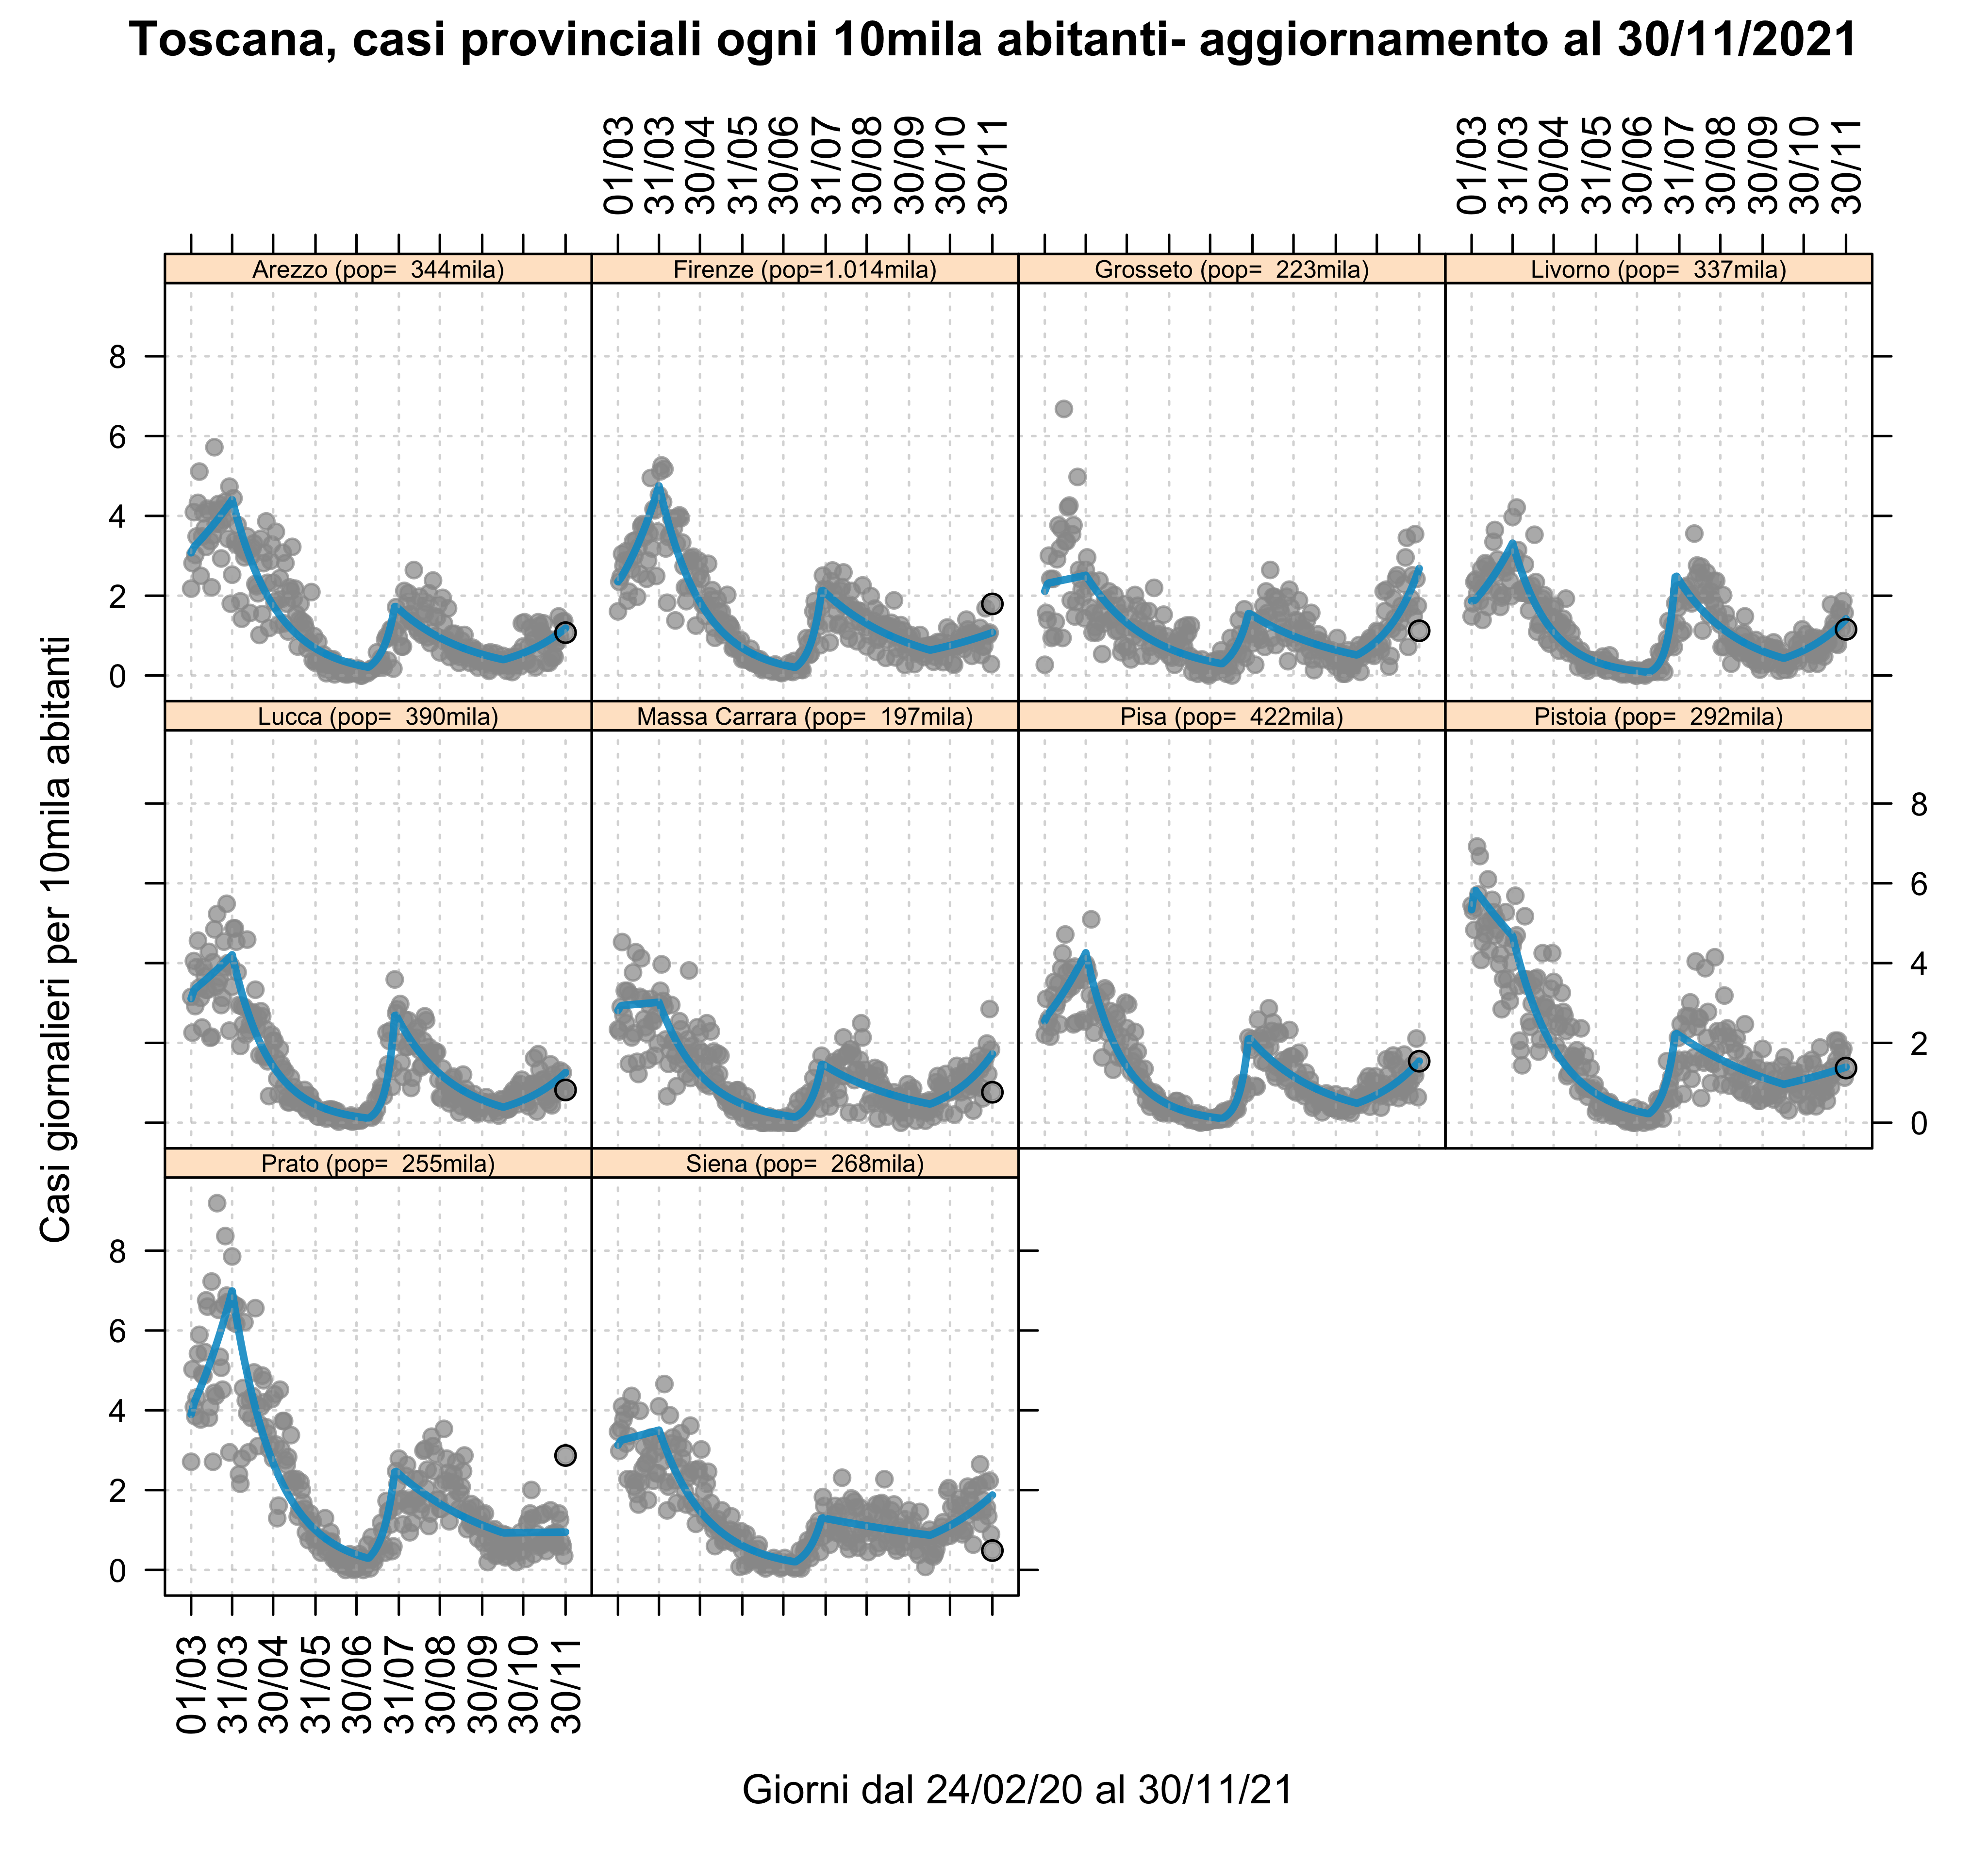 Toscana, casi provinciali ogni 10mila abitanti- aggiornamento al 30/11/2021
01/03 31/03 30/04 31/05 30/06 31/07 30/08 30/09 30/10 30/11
01/03 31/03 30/04 31/05 30/06 31/07 30/08 30/09 30/10 30/11
Arezzo (pop=  344mila)
Firenze (pop=1.014mila)
Grosseto (pop=  223mila)
Livorno (pop=  337mila)
8
6
4
2
0
Casi giornalieri per 10mila abitanti
Lucca (pop=  390mila)
Massa Carrara (pop=  197mila)
Pisa (pop=  422mila)
Pistoia (pop=  292mila)
8
6
4
2
0
Prato (pop=  255mila)
Siena (pop=  268mila)
8
6
4
2
0
01/03 31/03 30/04 31/05 30/06 31/07 30/08 30/09 30/10 30/11
Giorni dal 24/02/20 al 30/11/21